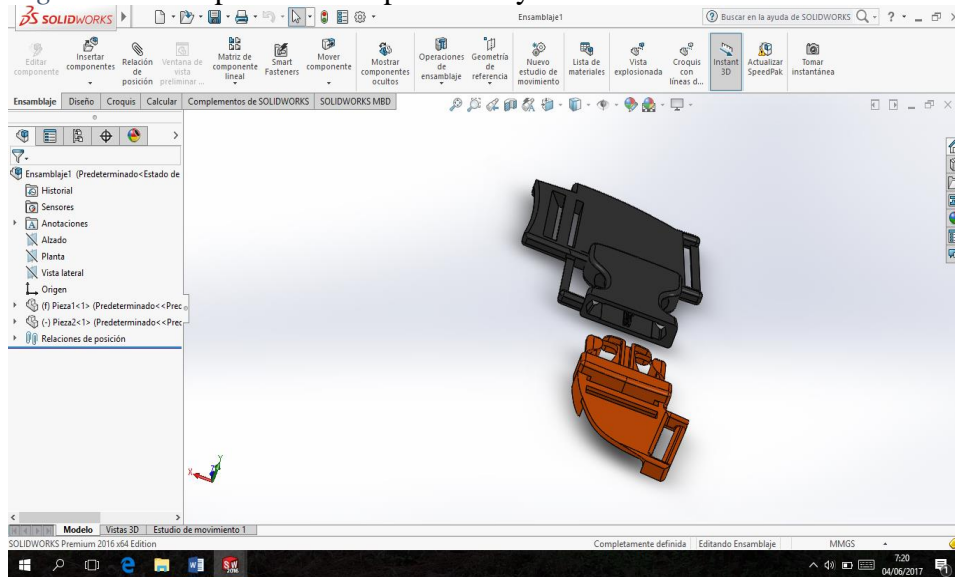 SOLIDWORKS
Ensamblaje1
Buscar en la ayuda de SOLIDWORKS
Editar componente
Insertar componentes
Relación de posición
Ventana de vista preliminar ...
Matriz de componente lineal
Smart Fasteners
Mover componente
Mostrar componentes ocultos
Operaciones de ensamblaje
Geometría de referencia
Nuevo estudio de movimiento
Lista de materiales
Vista explosionada
Croquis con líneas d...
Instant 3D
Actualizar SpeedPak
Tomar instantánea
Ensamblaje Diseño Croquis Calcular Complementos de SOLIDWORKS SOLIDWORKS MBD
Ensamblaje1 (Predeterminado<Estado de
Historial
Sensores
Anotaciones
Alzado
Planta
Vista lateral
Origen
(f) Pieza1<1> (Predeterminado<<Prec
(-) Pieza2<1> (Predeterminado<<Prec
Relaciones de posición
Y
X
Z
Modelo Vistas 3D Estudio de movimiento 1
SOLIDWORKS Premium 2016 x64 Edition
Completamente definida Editando Ensamblaje MMGS
7:20
04/06/2017